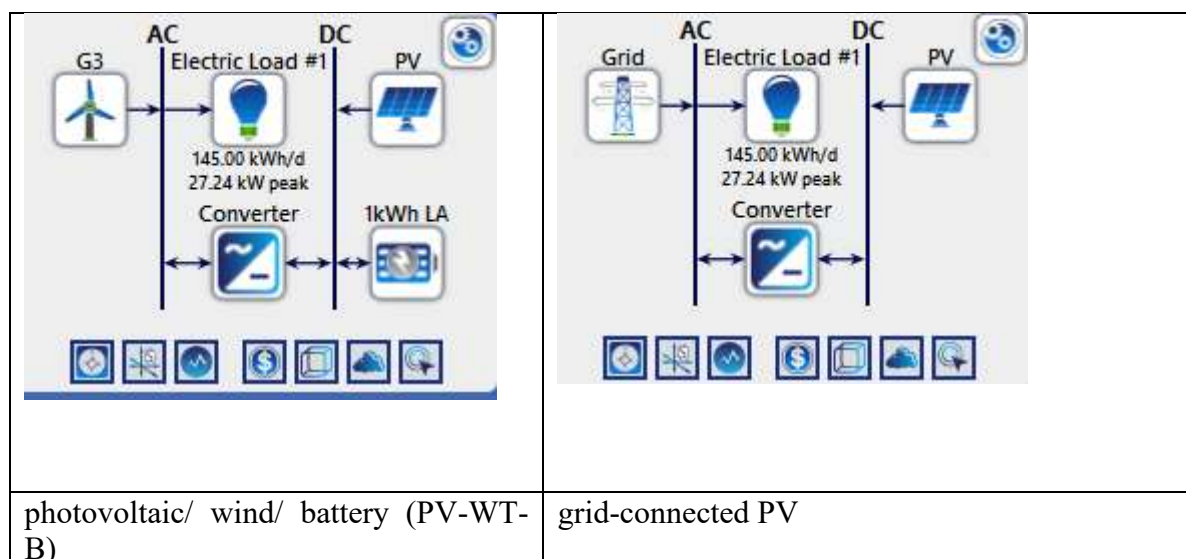 AC DC
G3 Electric Load #1 PV
145.00 kWh/d
27.24 kW peak
Converter 1kWh LA
AC DC
Grid Electric Load #1 PV
145.00 kWh/d
27.24 kW peak
Converter
photovoltaic/ wind/ battery (PV-WT-
B)
grid-connected PV